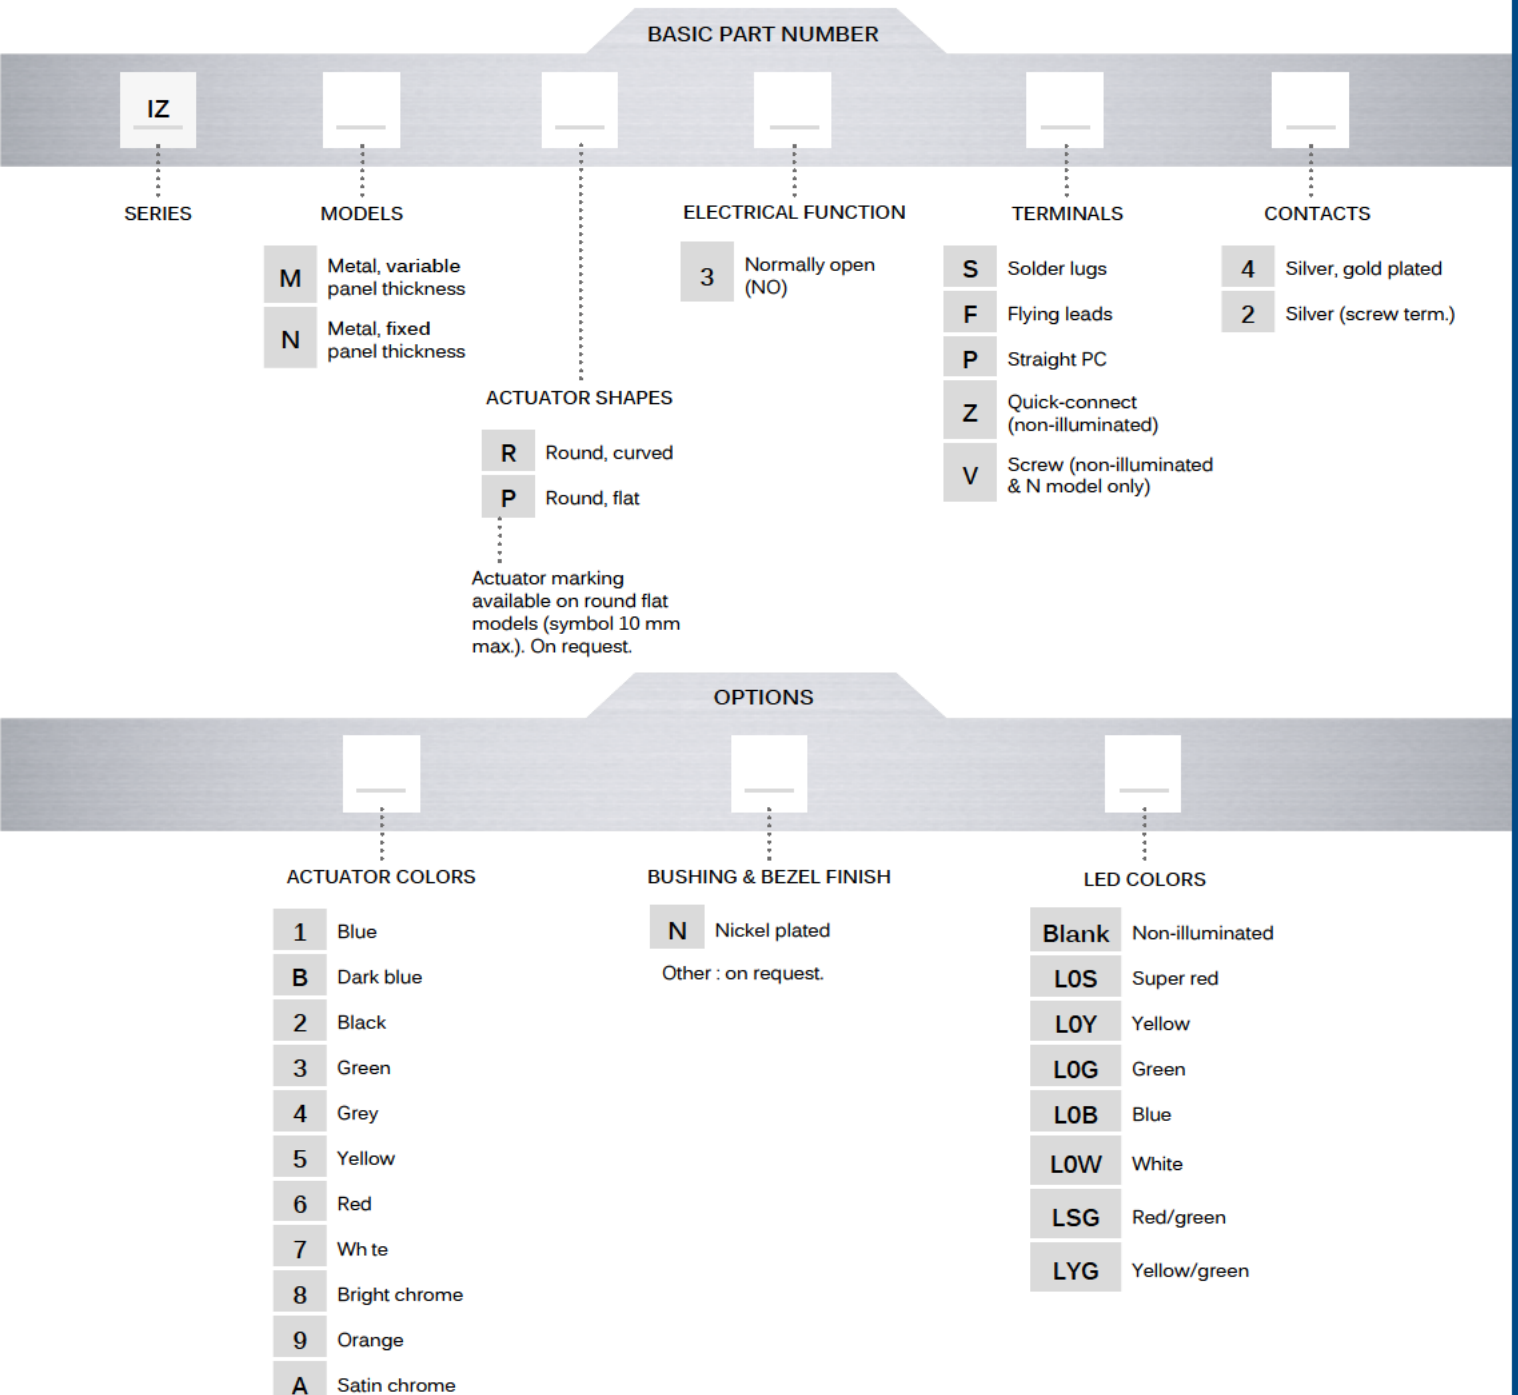 BASIC PART NUMBER
IZ
SERIES
MODELS
M Metal, variable
panel thickness
N Metal, fixed
panel thickness
ACTUATOR SHAPES
R Round, curved
P Round, flat
Actuator marking
available on round flat
models (symbol 10 mm
max.). On request.
ELECTRICAL FUNCTION
3 Normally open
(NO)
TERMINALS
S Solder lugs
F Flying leads
P Straight PC
Z Quick-connect
(non-illuminated)
V Screw (non-illuminated
& N model only)
CONTACTS
4 Silver, gold plated
2 Silver (screw term.)
OPTIONS
ACTUATOR COLORS
1 Blue
B Dark blue
2 Black
3 Green
4 Grey
5 Yellow
6 Red
7 Wh te
8 Bright chrome
9 Orange
A Satin chrome
BUSHING & BEZEL FINISH
N Nickel plated
Other : on request.
LED COLORS
Blank Non-illuminated
L0S Super red
L0Y Yellow
L0G Green
L0B Blue
L0W White
LSG Red/green
LYG Yellow/green